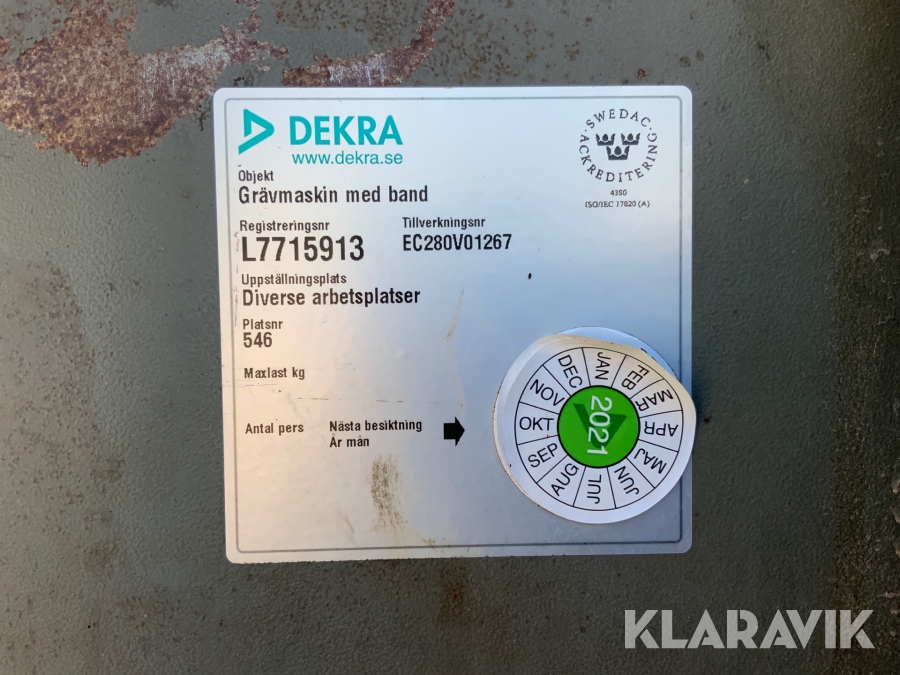 DEKRA
www.dekra.se
SWEDAC
ACKREDITERING
4390
ISO/IEC 17020 (A)
Objekt
Grävmaskin med band
Registreringsnr
L7715913
Tillverkningsnr
EC280V01267
Uppställningsplats
Diverse arbetsplatser
Platsnr
546
Maxlast kg
Antal pers
Nästa besiktning
År mån
JAN
FEB
MAR
APR
MAJ
JUN
JUL
AUG
SEP
OKT
NOV
DEC
2021
KLARAVIK